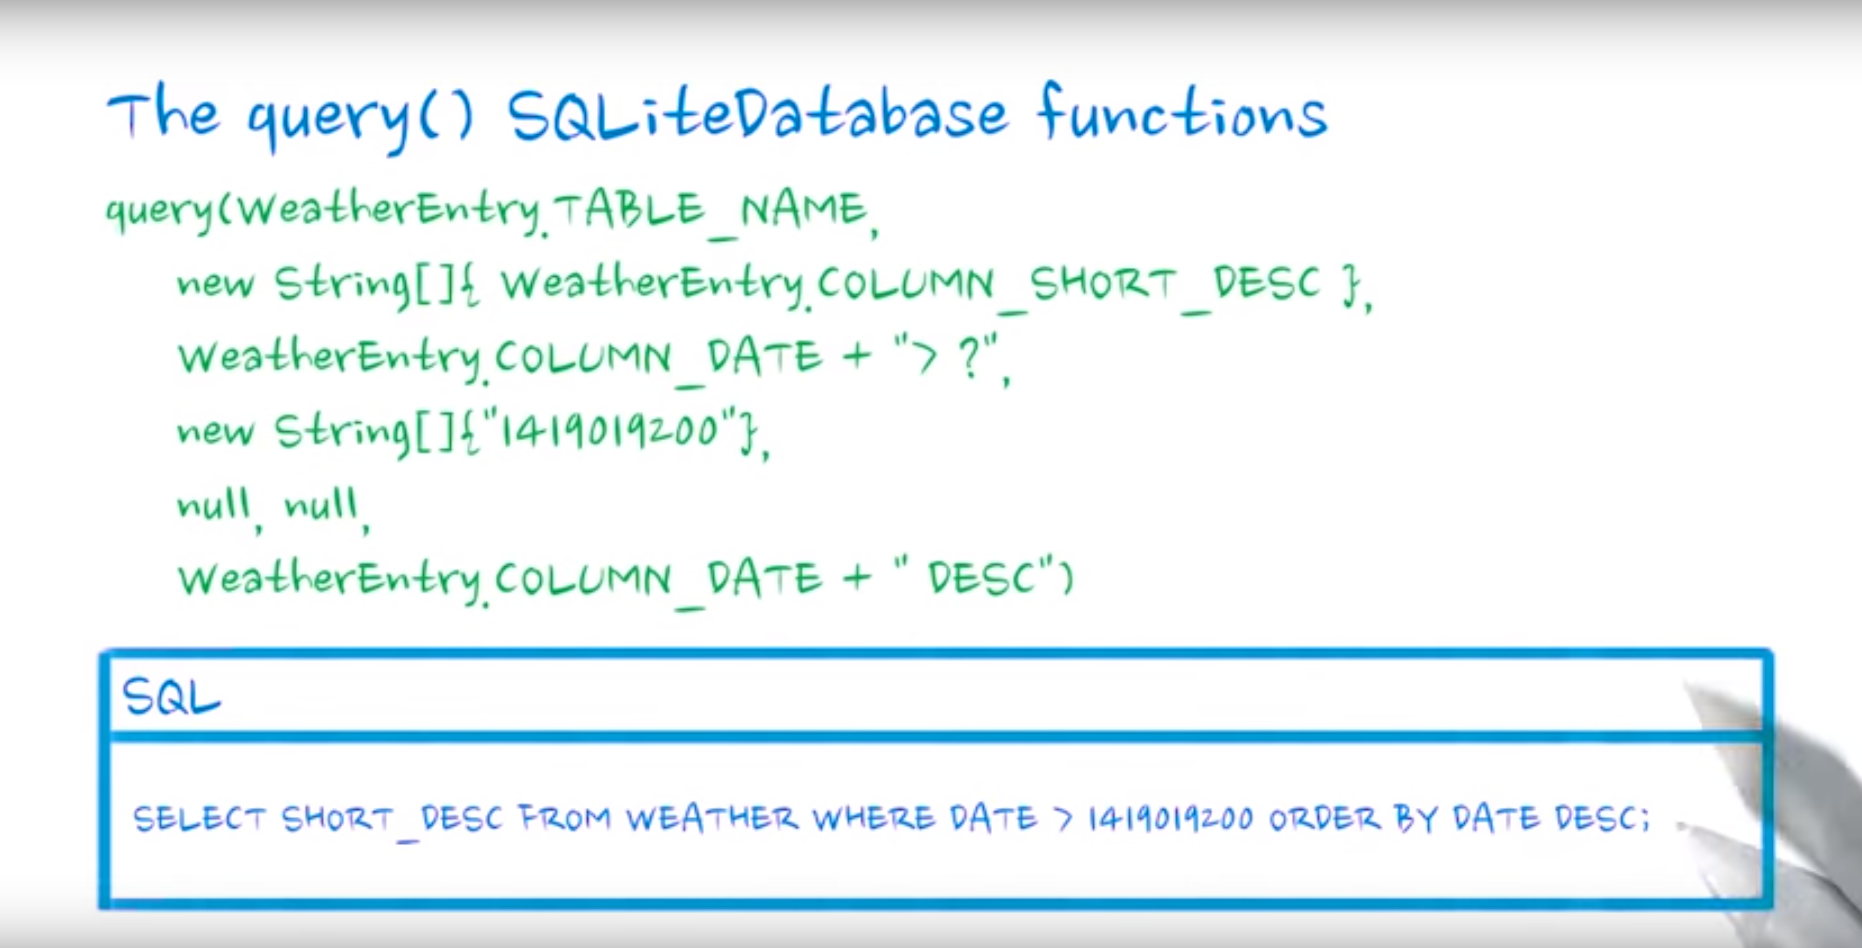 The query() SQLiteDatabase functions
query(WeatherEntry.TABLE_NAME,
new String[]{ WeatherEntry.COLUMN_SHORT_DESC },
WeatherEntry.COLUMN_DATE + "> ?",
new String[]{"1419019200"},
null, null,
WeatherEntry.COLUMN_DATE + " DESC")
SQL
SELECT SHORT_DESC FROM WEATHER WHERE DATE > 1419019200 ORDER BY DATE DESC;